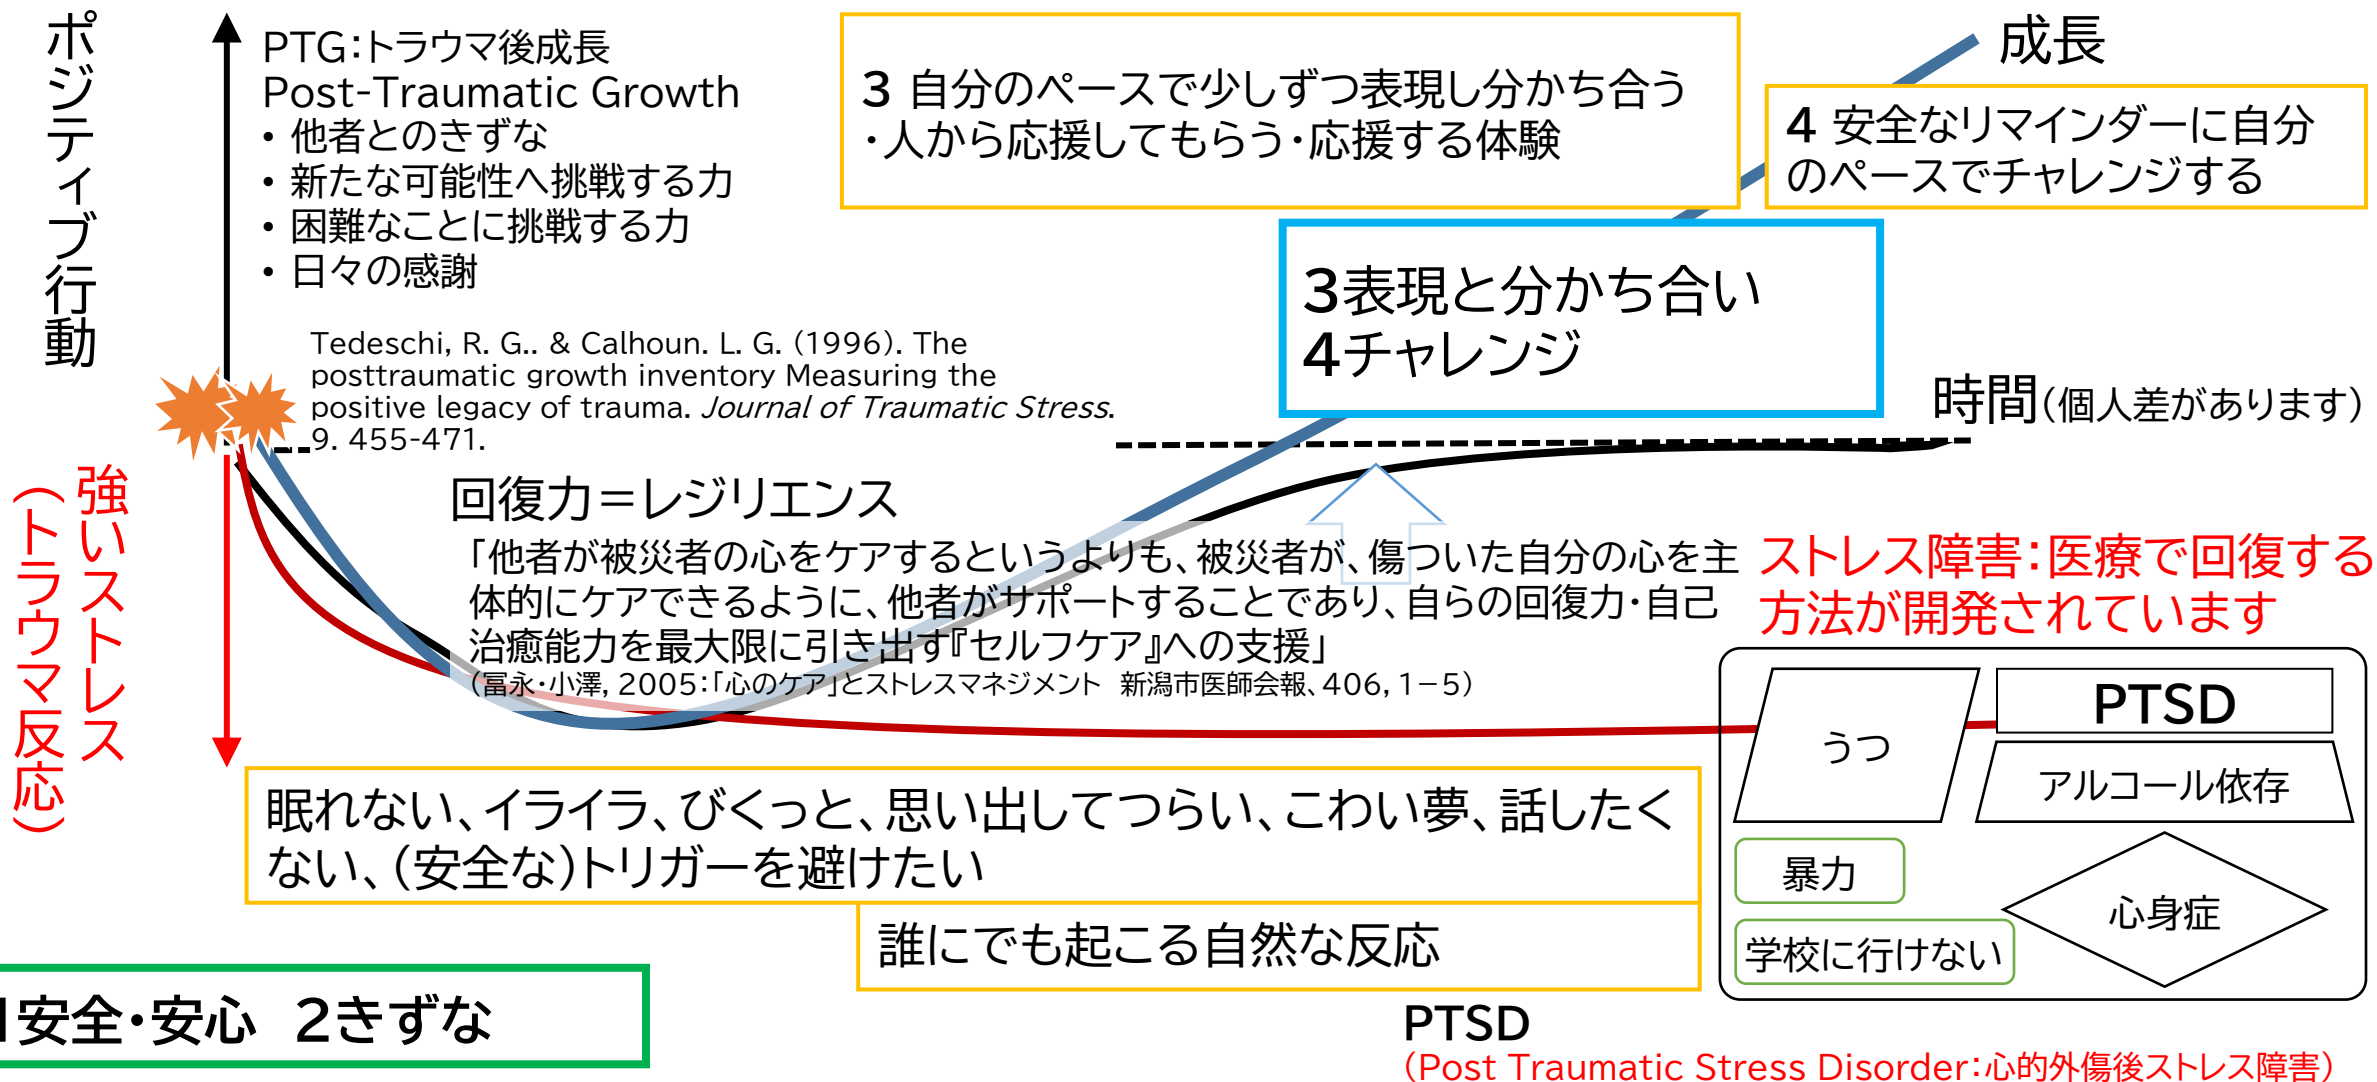 ポジティブ行動
PTG:トラウマ後成長
Post-Traumatic Growth
• 他者とのきずな
• 新たな可能性へ挑戦する力
• 困難なことに挑戦する力
• 日々の感謝
Tedeschi, R. G.. & Calhoun. L. G. (1996). The
posttraumatic growth inventory Measuring the
positive legacy of trauma. Journal of Traumatic Stress.
9. 455-471.
3 自分のペースで少しずつ表現し分かち合う
・人から応援してもらう・応援する体験
成長
4 安全なリマインダーに自分
のペースでチャレンジする
3表現と分かち合い
4チャレンジ
時間(個人差があります)
強いストレス
(トラウマ反応)
回復力=レジリエンス
「他者が被災者の心をケアするというよりも、被災者が、傷ついた自分の心を主
体的にケアできるように、他者がサポートすることであり、自らの回復力・自己
治癒能力を最大限に引き出す『セルフケア』への支援」
(冨永・小澤, 2005:「心のケア」とストレスマネジメント 新潟市医師会報、406, 1-5)
ストレス障害:医療で回復する
方法が開発されています
うつ
PTSD
アルコール依存
暴力
心身症
学校に行けない
眠れない、イライラ、びくっと、思い出してつらい、こわい夢、話したく
ない、(安全な)トリガーを避けたい
誰にでも起こる自然な反応
1安全・安心 2きずな
PTSD
(Post Traumatic Stress Disorder:心的外傷後ストレス障害)